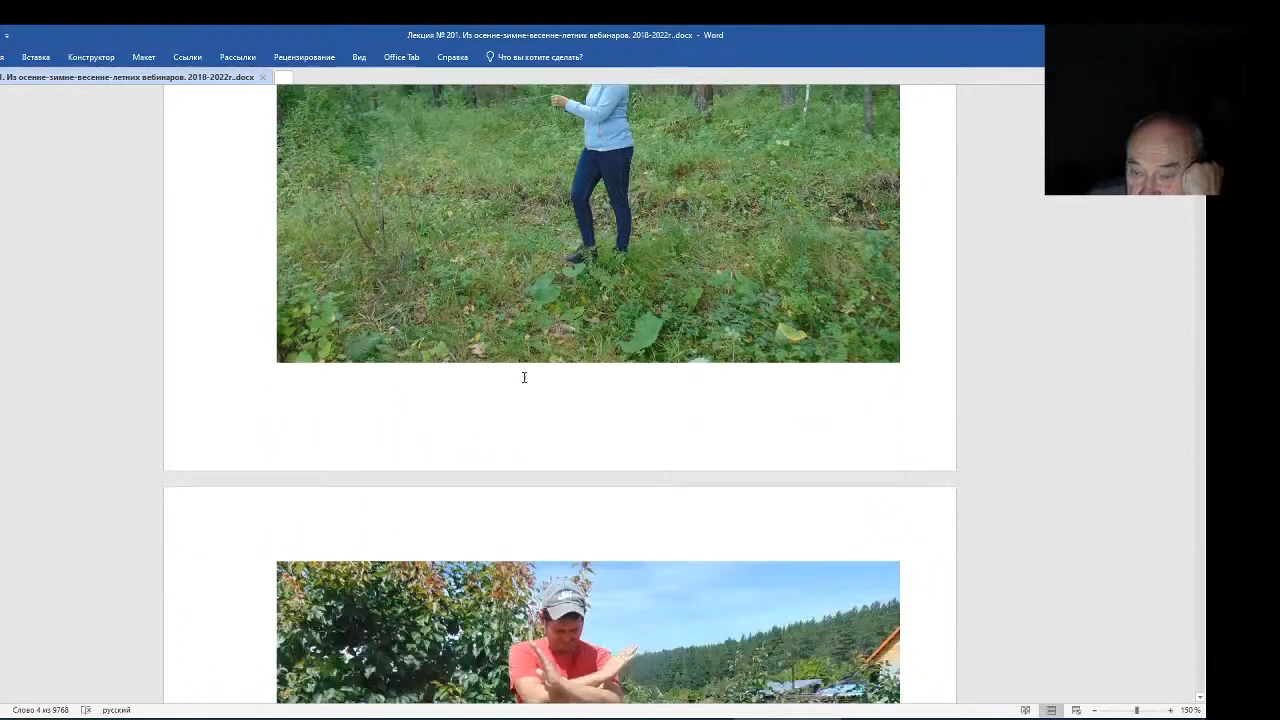 Лекция № 201. Из осенне-зимне-весенне-летних вебинаров. 2018-2022г..docx - Word
Вставка Конструктор Макет Ссылки Рассылки Рецензирование Вид Office Tab Справка Что вы хотите сделать?
. Из осенне-зимне-весенне-летних вебинаров. 2018-2022г..docx
Слово 4 из 9768 русский 150 %